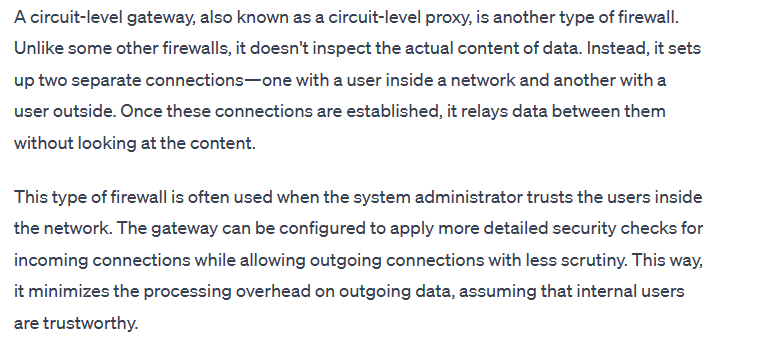 A circuit-level gateway, also known as a circuit-level proxy, is another type of firewall.
Unlike some other firewalls, it doesn't inspect the actual content of data. Instead, it sets
up two separate connections—one with a user inside a network and another with a
user outside. Once these connections are established, it relays data between them
without looking at the content.
This type of firewall is often used when the system administrator trusts the users inside
the network. The gateway can be configured to apply more detailed security checks for
incoming connections while allowing outgoing connections with less scrutiny. This way,
it minimizes the processing overhead on outgoing data, assuming that internal users
are trustworthy.